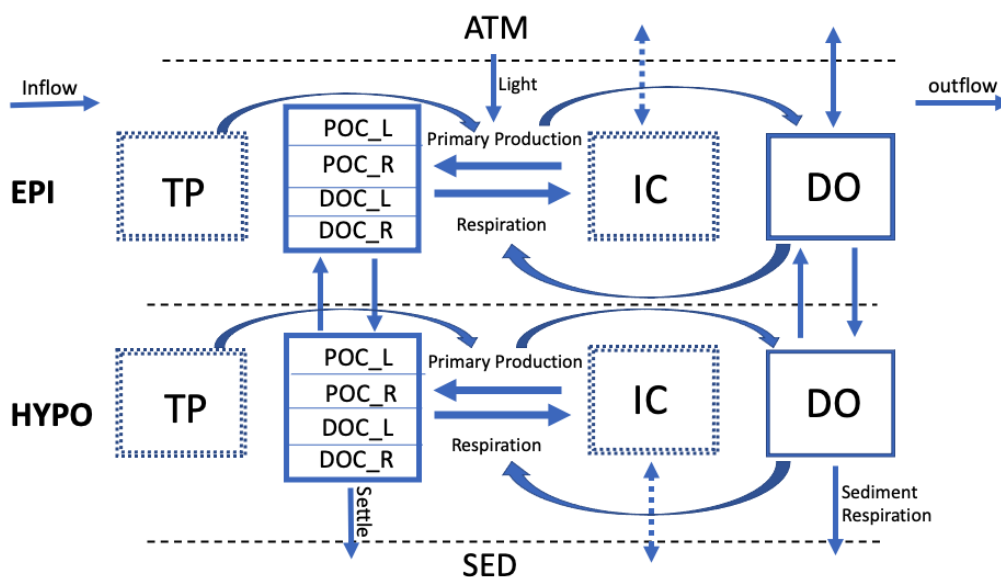 ATM
Inflow
Light
outflow
EPI
TP
POC_L
POC_R
DOC_L
DOC_R
Primary Production
Respiration
IC
DO
HYPO
TP
POC_L
POC_R
DOC_L
DOC_R
Primary Production
Respiration
IC
DO
Settle
Sediment
Respiration
SED